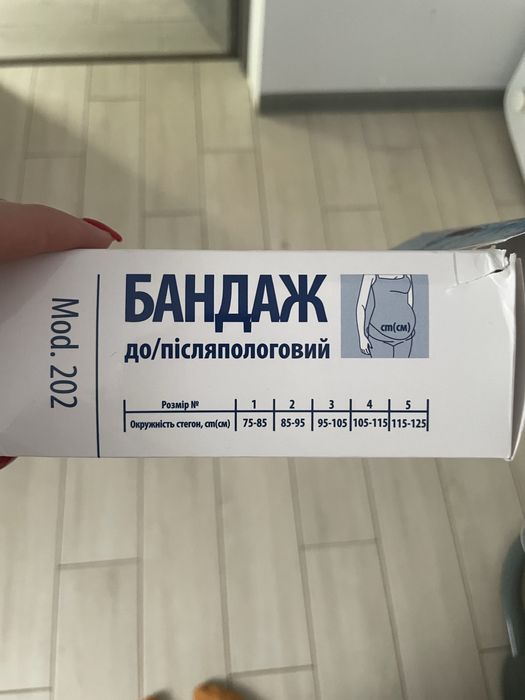 Mod. 202
БАНДАЖ
до/післяпологовий
cm(см)
Розмір № 1 2 3 4 5
Окружність стегон, cm(см) 75-85 85-95 95-105 105-115 115-125